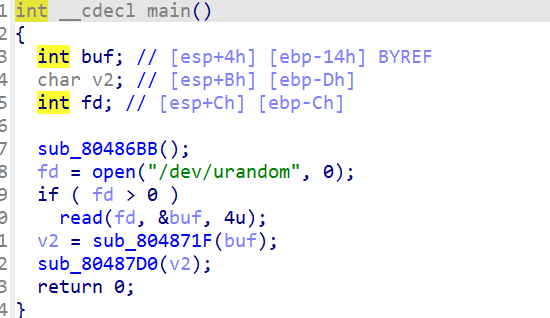 1 int __cdecl main()
2 {
3 int buf; // [esp+4h] [ebp-14h] BYREF
4 char v2; // [esp+Bh] [ebp-Dh]
5 int fd; // [esp+Ch] [ebp-Ch]
6
7 sub_80486BB();
8 fd = open("/dev/urandom", 0);
9 if ( fd > 0 )
0 read(fd, &buf, 4u);
1 v2 = sub_804871F(buf);
2 sub_80487D0(v2);
3 return 0;
4 }